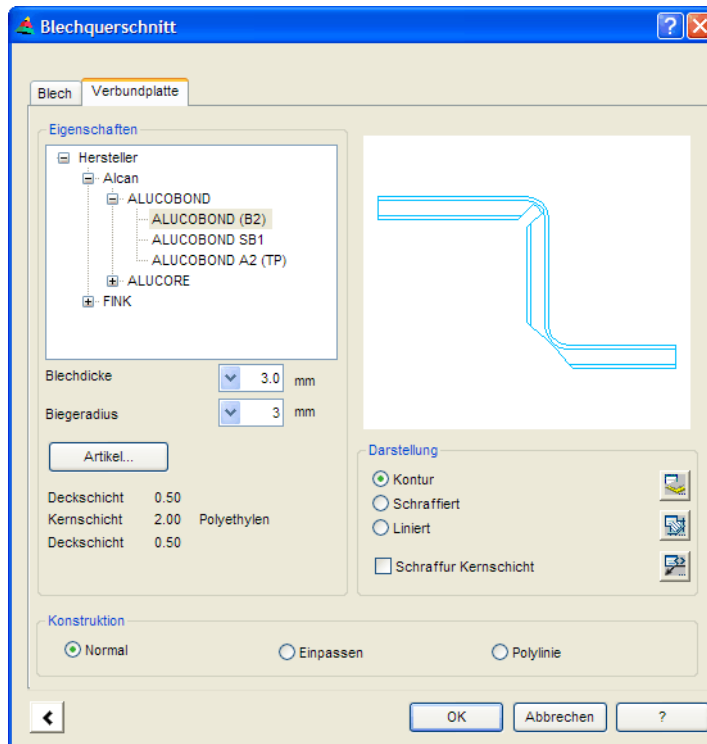 Blechquerschnitt
?
Blech
Verbundplatte
Eigenschaften
Hersteller
Alcan
ALUCOBOND
ALUCOBOND (B2)
ALUCOBOND SB1
ALUCOBOND A2 (TP)
ALUCORE
FINK
Blechdicke 3.0 mm
Biegeradius 3 mm
Artikel...
Deckschicht 0.50
Kernschicht 2.00 Polyethylen
Deckschicht 0.50
Darstellung
Kontur
Schraffiert
Liniert
Schraffur Kernschicht
Konstruktion
Normal Einpassen Polylinie
OK Abbrechen ?